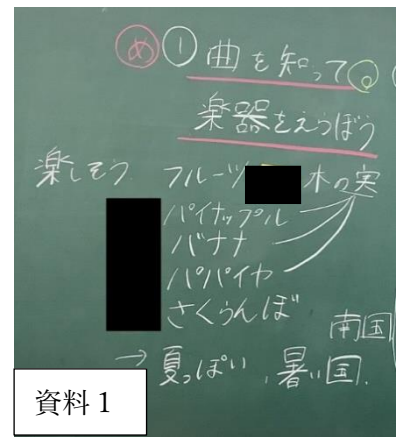 め ① 曲を知って。
楽器をえらぼう
楽しそう フルーツ 木の実
パイナップル
バナナ
パパイヤ
さくらんぼ
南国
→ 夏っぽい、暑い国.
資料1